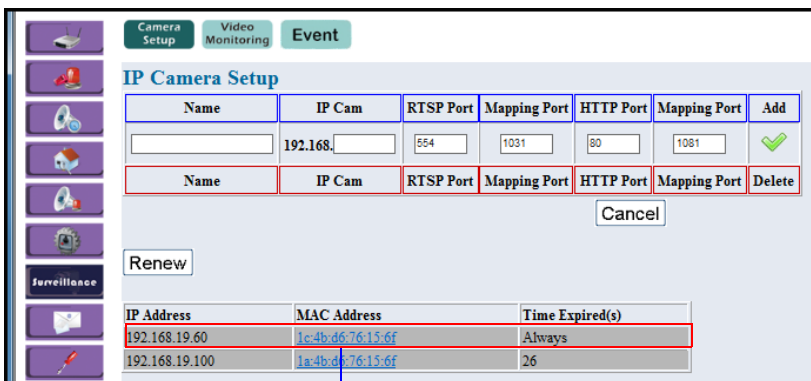 Camera Setup
Video Monitoring
Event
IP Camera Setup
Name IP Cam RTSP Port Mapping Port HTTP Port Mapping Port Add
192.168. 554 1031 80 1081
Name IP Cam RTSP Port Mapping Port HTTP Port Mapping Port Delete
Cancel
Renew
Surveillance
IP Address MAC Address Time Expired(s)
192.168.19.60 1c:4b:d6:76:15:6f Always
192.168.19.100 1a:4b:d6:76:15:6f 26